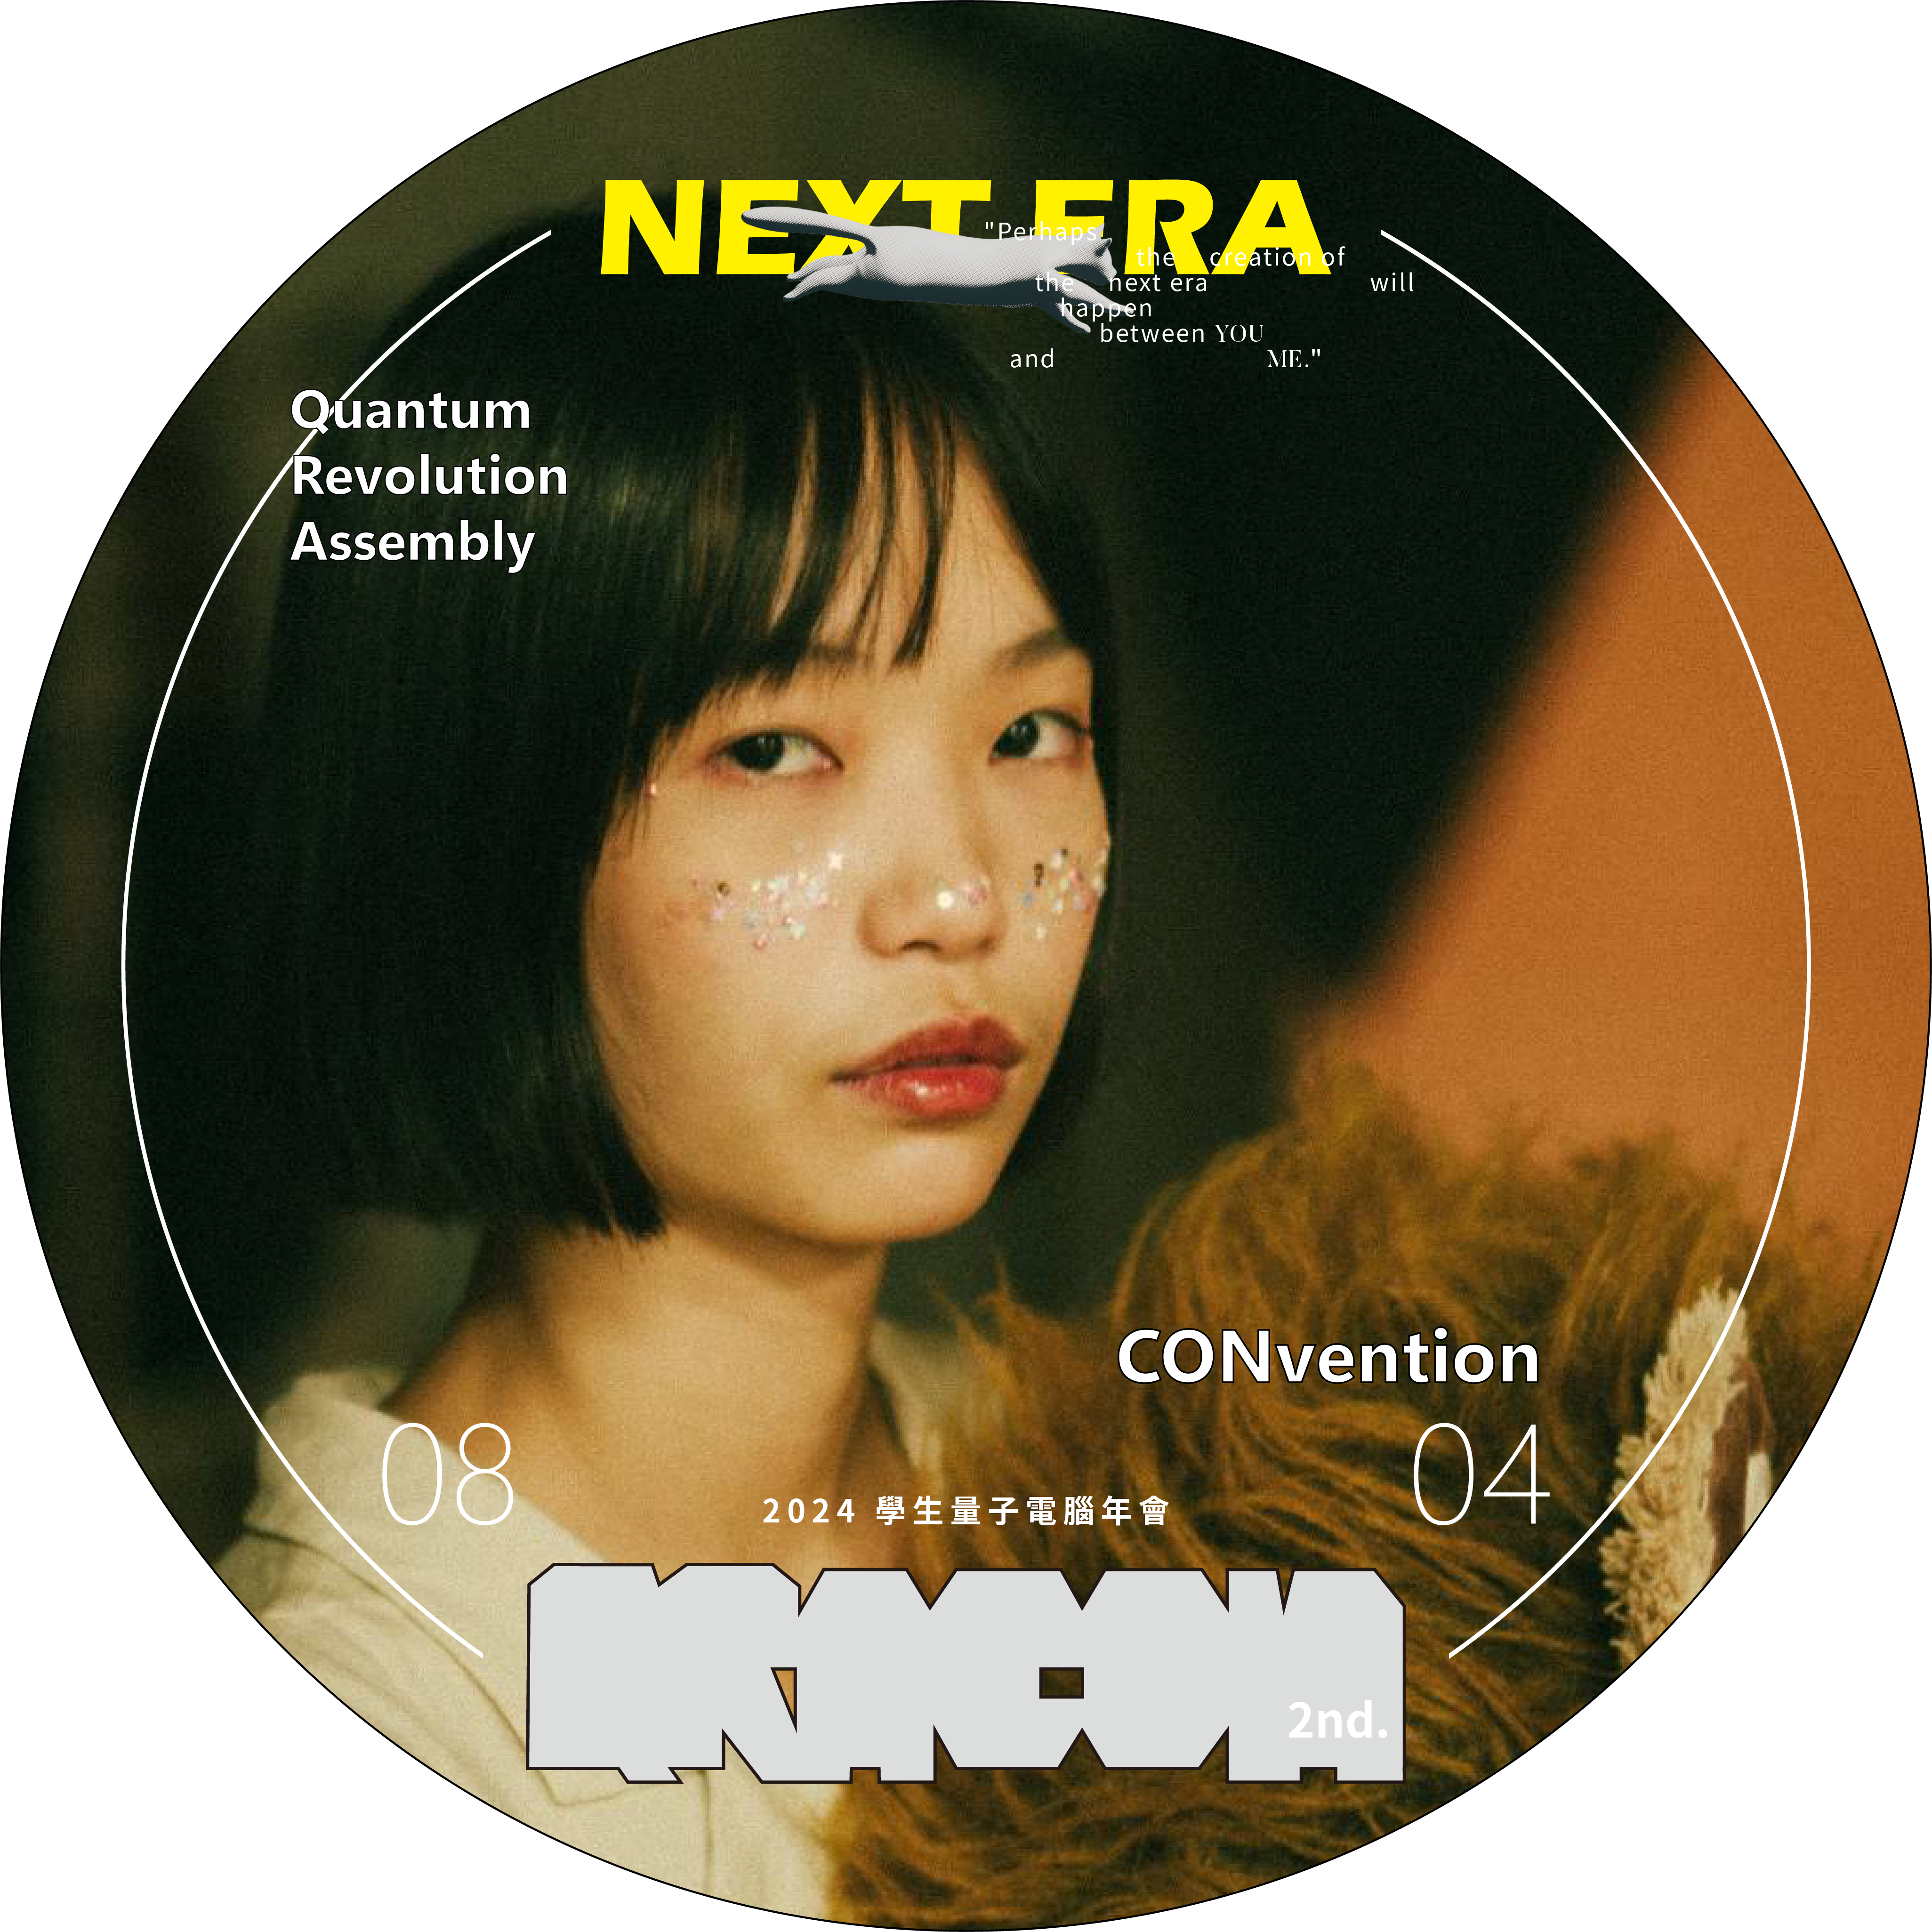 NEXT ERA
"Perhaps
the creation of
the next era will
happen
between YOU
and ME."
Quantum
Revolution
Assembly
CONvention
08
04
2024 學生量子電腦年會
2nd.